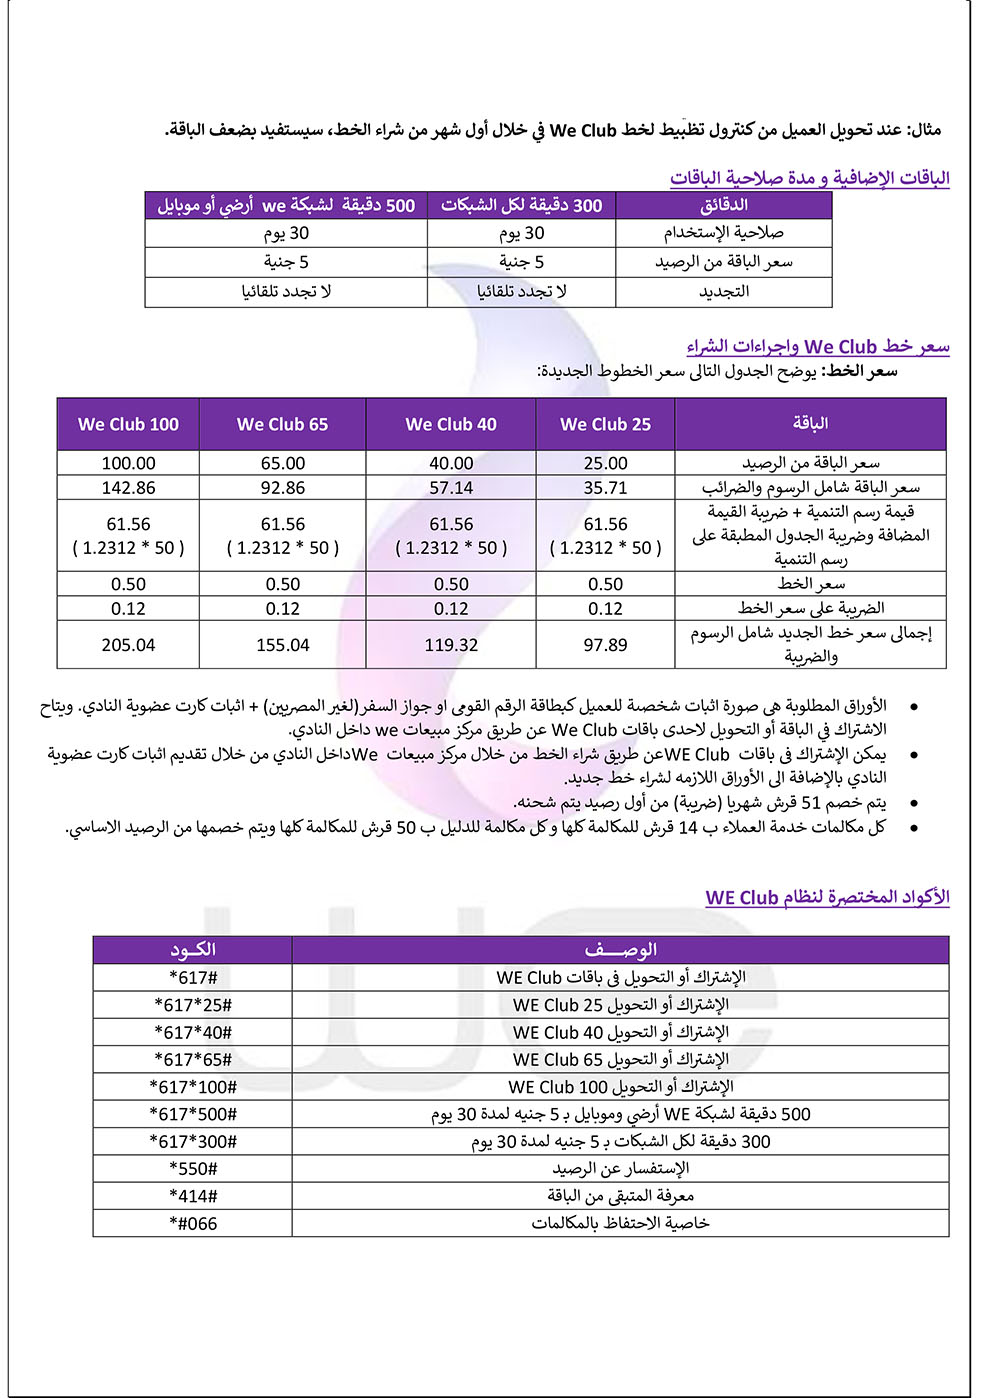 مثال: عند تحويل العميل من كنترول تظبيط لخط We Club في خلال أول شهر من شراء الخط، سيستفيد بضعف الباقة.
الباقات الإضافية و مدة صلاحية الباقات
الدقائق 300 دقيقة لكل الشبكات 500 دقيقة لشبكة we أرضي أو موبايل
صلاحية الإستخدام 30 يوم 30 يوم
سعر الباقة من الرصيد 5 جنية 5 جنية
التجديد لا تجدد تلقائيا لا تجدد تلقائيا
سعر خط We Club واجراءات الشراء
سعر الخط: يوضح الجدول التالى سعر الخطوط الجديدة:
الباقة We Club 25 We Club 40 We Club 65 We Club 100
سعر الباقة من الرصيد 25.00 40.00 65.00 100.00
سعر الباقة شامل الرسوم والضرائب 35.71 57.14 92.86 142.86
قيمة رسم التنمية + ضريبة القيمة
المضافة وضريبة الجدول المطبقة على
رسم التنمية
61.56 61.56 61.56 61.56
( 50 * 1.2312 ) ( 50 * 1.2312 ) ( 50 * 1.2312 ) ( 50 * 1.2312 )
سعر الخط 0.50 0.50 0.50 0.50
الضريبة على سعر الخط 0.12 0.12 0.12 0.12
إجمالى سعر خط الجديد شامل الرسوم
والضريبة
97.89 119.32 155.04 205.04
• الأوراق المطلوبة هى صورة اثبات شخصة للعميل كبطاقة الرقم القومى او جواز السفر(لغير المصريين) + اثبات كارت عضوية النادي. ويتاح
الاشتراك في الباقة أو التحويل لاحدى باقات We Club عن طريق مركز مبيعات we داخل النادي.
• يمكن الإشتراك فى باقات WE Club عن طريق شراء الخط من خلال مركز مبيعات We داخل النادي من خلال تقديم اثبات كارت عضوية
النادي بالإضافة الى الأوراق اللازمه لشراء خط جديد.
• يتم خصم 51 قرش شهريا (ضريبة) من أول رصيد يتم شحنه.
• كل مكالمات خدمة العملاء ب 14 قرش للمكالمة كلها و كل مكالمة للدليل ب 50 قرش للمكالمة كلها ويتم خصمها من الرصيد الاساسي.
الأكواد المختصرة لنظام WE Club
الوصـــف الكـود
الإشتراك أو التحويل فى باقات WE Club *617#
الإشتراك أو التحويل WE Club 25 *617*25#
الإشتراك أو التحويل WE Club 40 *617*40#
الإشتراك أو التحويل WE Club 65 *617*65#
الإشتراك أو التحويل WE Club 100 *617*100#
500 دقيقة لشبكة WE أرضي وموبايل بـ 5 جنيه لمدة 30 يوم *617*500#
300 دقيقة لكل الشبكات بـ 5 جنيه لمدة 30 يوم *617*300#
الإستفسار عن الرصيد *550#
معرفة المتبقى من الباقة *414#
خاصية الاحتفاظ بالمكالمات *#066
we